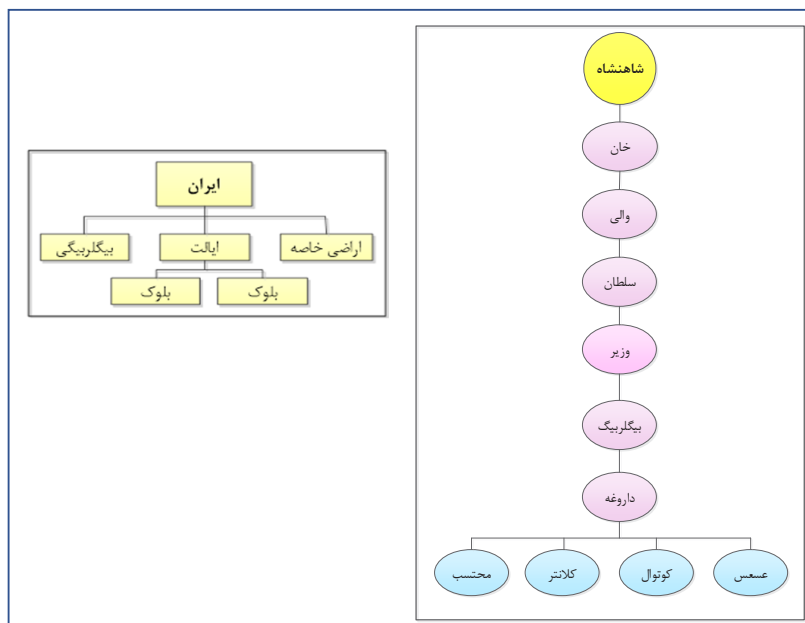 شاهنشاه
خان
والی
سلطان
وزیر
بیگلربیگ
داروغه
عسعس
کوتوال
کلانتر
محتسب
ایران
اراضی خاصه
ایالت
بیگلربیگی
بلوک
بلوک